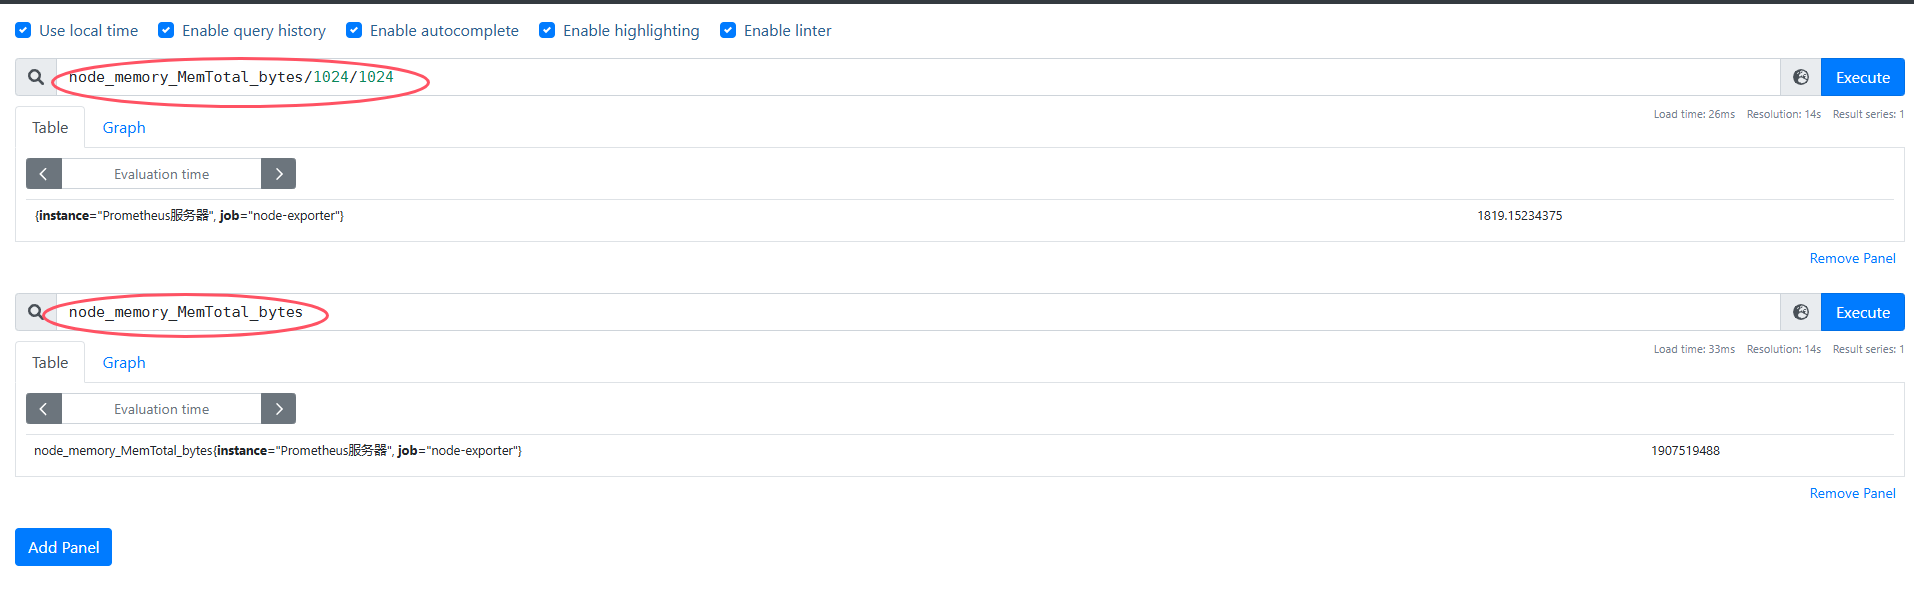 Use local time Enable query history Enable autocomplete Enable highlighting Enable linter
node_memory_MemTotal_bytes/1024/1024 Execute
Table Graph Load time: 26ms Resolution: 14s Result series: 1
Evaluation time
{instance="Prometheus服务器", job="node-exporter"} 1819.15234375
Remove Panel
node_memory_MemTotal_bytes Execute
Table Graph Load time: 33ms Resolution: 14s Result series: 1
Evaluation time
node_memory_MemTotal_bytes{instance="Prometheus服务器", job="node-exporter"} 1907519488
Remove Panel
Add Panel